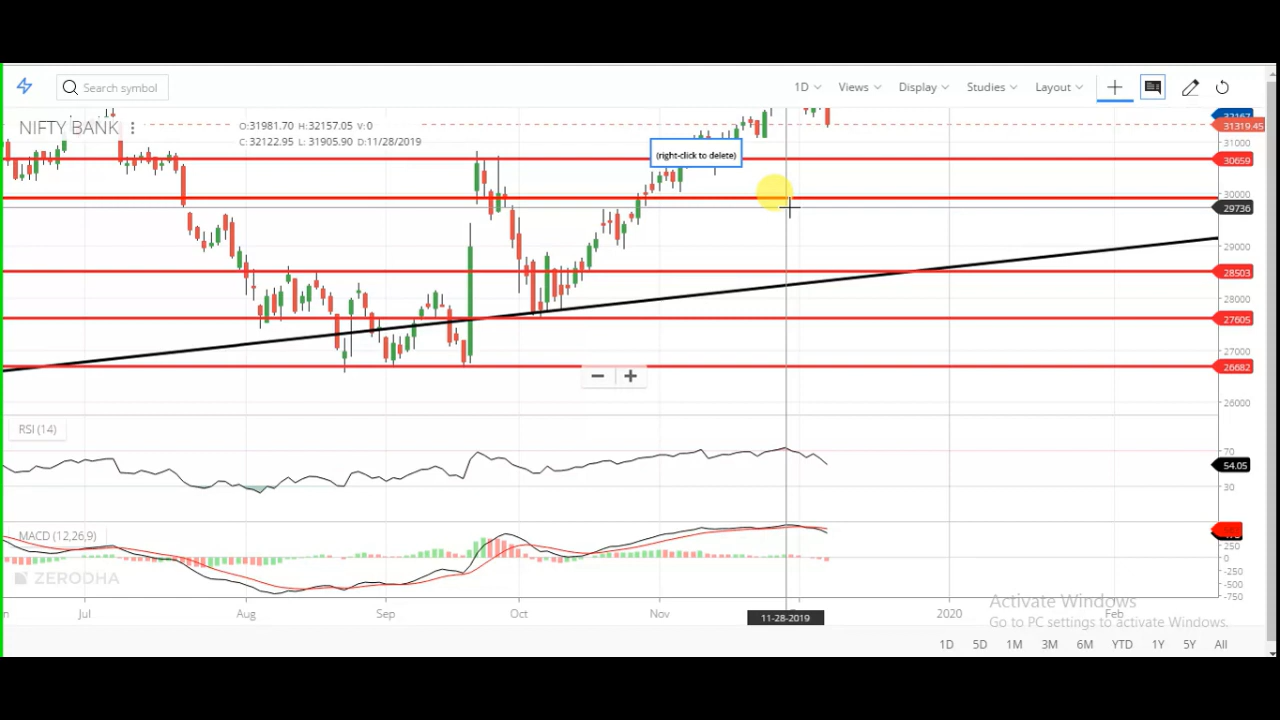 Search symbol
1D Views Display Studies Layout
NIFTY BANK
O:31981.70 H:32157.05 V:0
C: 32122.95 L: 31905.90 D:11/28/2019
(right-click to delete)
31319.45
31000
30659
30000
29736
29000
28503
28000
27605
27000
26682
26000
RSI (14)
70
54.05
30
MACD (12,26,9)
250
0
-250
-500
-750
ZERODHA
Jul Aug Sep Oct Nov 11-28-2019 2020 Feb
Activate Windows
Go to PC settings to activate Windows.
1D 5D 1M 3M 6M YTD 1Y 5Y All